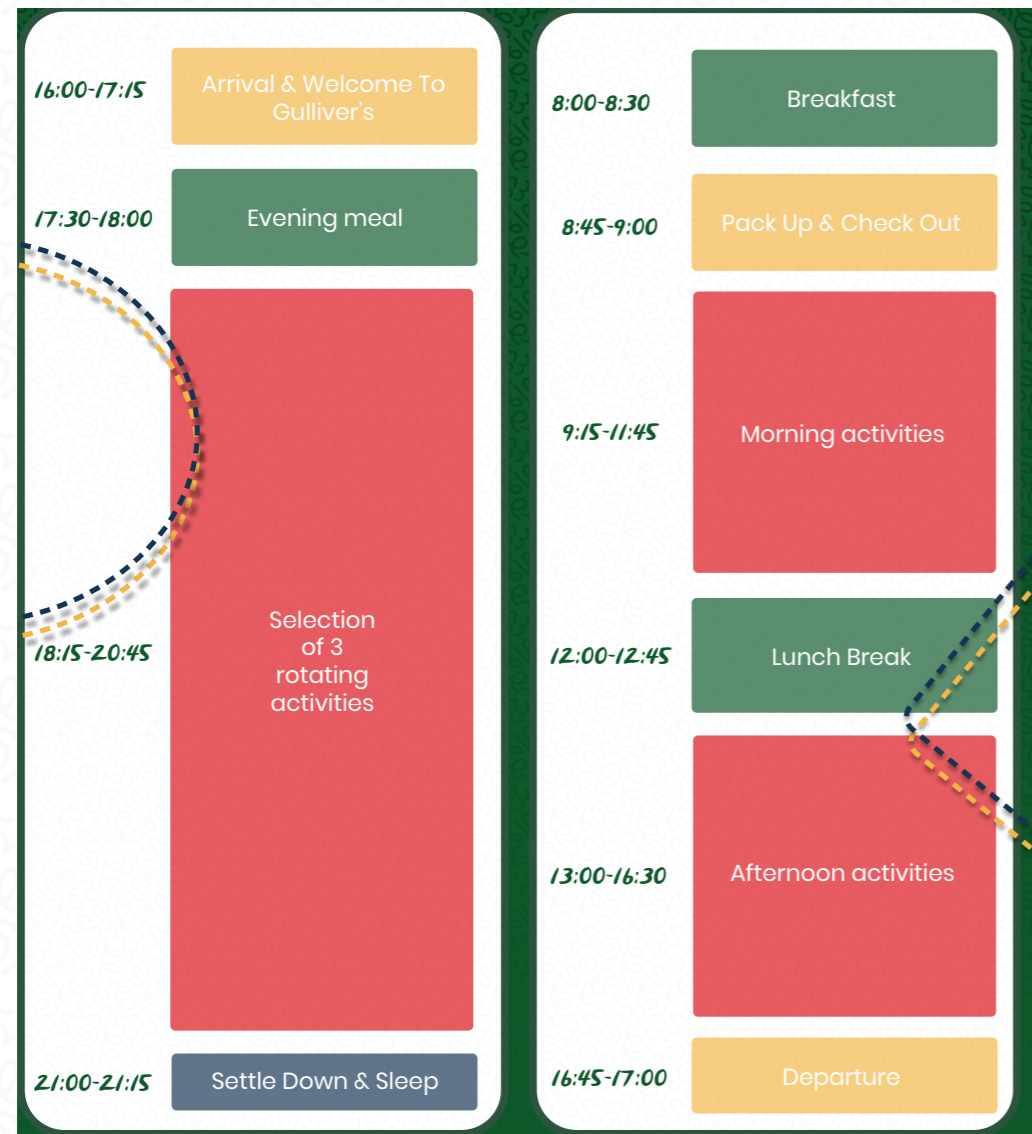 16:00-17:15
Arrival & Welcome To
Gulliver's
17:30-18:00
Evening meal
18:15-20:45
Selection
of 3
rotating
activities
21:00-21:15
Settle Down & Sleep
8:00-8:30
Breakfast
8:45-9:00
Pack Up & Check Out
9:15-11:45
Morning activities
12:00-12:45
Lunch Break
13:00-16:30
Afternoon activities
16:45-17:00
Departure